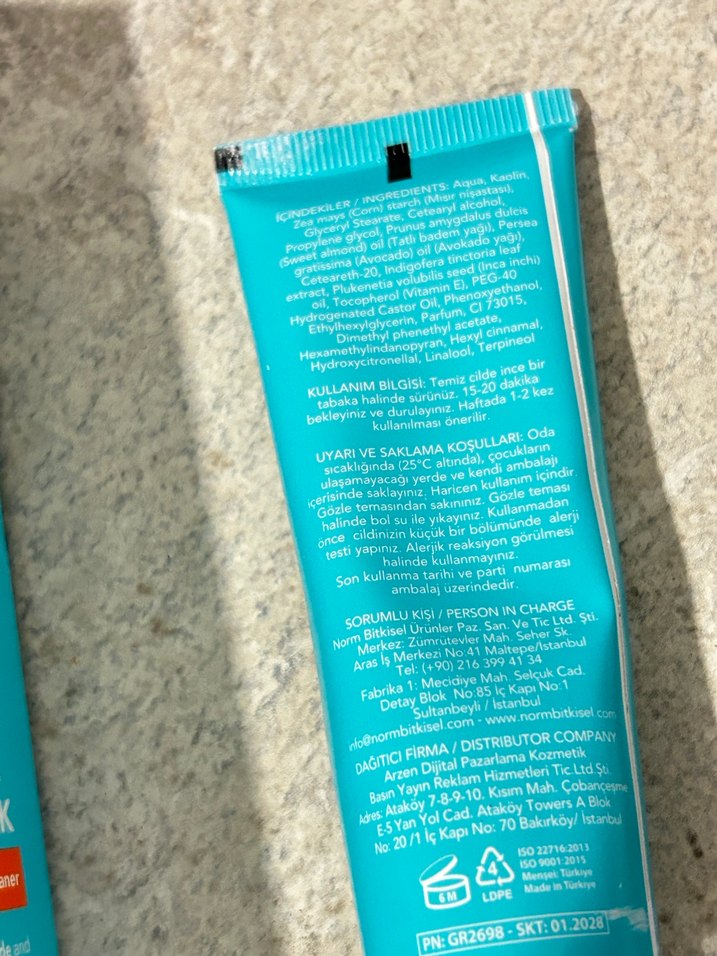 İÇİNDEKİLER / INGREDIENTS: Aqua, Kaolin,
Zea mays (Corn) starch (Mısır nişastası),
Glyceryl Stearate, Cetearyl alcohol,
Propylene glycol, Prunus amygdalus dulcis
(Sweet almond) oil (Tatlı badem yağı), Persea
gratissima (Avocado) oil (Avokado yağı),
Ceteareth-20, Indigofera tinctoria leaf
extract, Plukenetia volubilis seed (Inca inchi)
oil, Tocopherol (Vitamin E), PEG-40
Hydrogenated Castor Oil, Phenoxyethanol,
Ethylhexylglycerin, Parfum, CI 73015,
Dimethyl phenethyl acetate,
Hexamethylindanopyran, Hexyl cinnamal,
Hydroxycitronellal, Linalool, Terpineol
KULLANIM BİLGİSİ: Temiz cilde ince bir
tabaka halinde sürünüz. 15-20 dakika
bekleyiniz ve durulayınız. Haftada 1-2 kez
kullanılması önerilir.
UYARI VE SAKLAMA KOŞULLARI: Oda
sıcaklığında (25°C altında), çocukların
ulaşamayacağı yerde ve kendi ambalajı
içerisinde saklayınız. Haricen kullanım içindir.
Gözle temasından sakınınız. Gözle teması
halinde bol su ile yıkayınız. Kullanmadan
önce cildinizin küçük bir bölümünde alerji
testi yapınız. Alerjik reaksiyon görülmesi
halinde kullanmayınız.
Son kullanma tarihi ve parti numarası
ambalaj üzerindedir.
SORUMLU KİŞİ / PERSON IN CHARGE
Norm Bitkisel Ürünler Paz. San. Ve Tic Ltd. Şti.
Merkez: Zümrütevler Mah. Seher Sk.
Aras İş Merkezi No:41 Maltepe/İstanbul
Tel: (+90) 216 399 41 34
Fabrika 1: Mecidiye Mah. Selçuk Cad.
Detay Blok No:85 İç Kapı No:1
Sultanbeyli / İstanbul
info@normbitkisel.com - www.normbitkisel.com
DAĞITICI FİRMA / DISTRIBUTOR COMPANY
Arzen Dijital Pazarlama Kozmetik
Basın Yayın Reklam Hizmetleri Tic.Ltd.Şti.
Adres: Ataköy 7-8-9-10. Kısım Mah. Çobançeşme
E-5 Yan Yol Cad. Ataköy Towers A Blok
No: 20 /1 İç Kapı No: 70 Bakırköy/ İstanbul
6 M
4
LDPE
ISO 22716:2013
ISO 9001:2015
Menşei: Türkiye
Made in Türkiye
PN: GR2698 - SKT: 01.2028
K
aner
de and